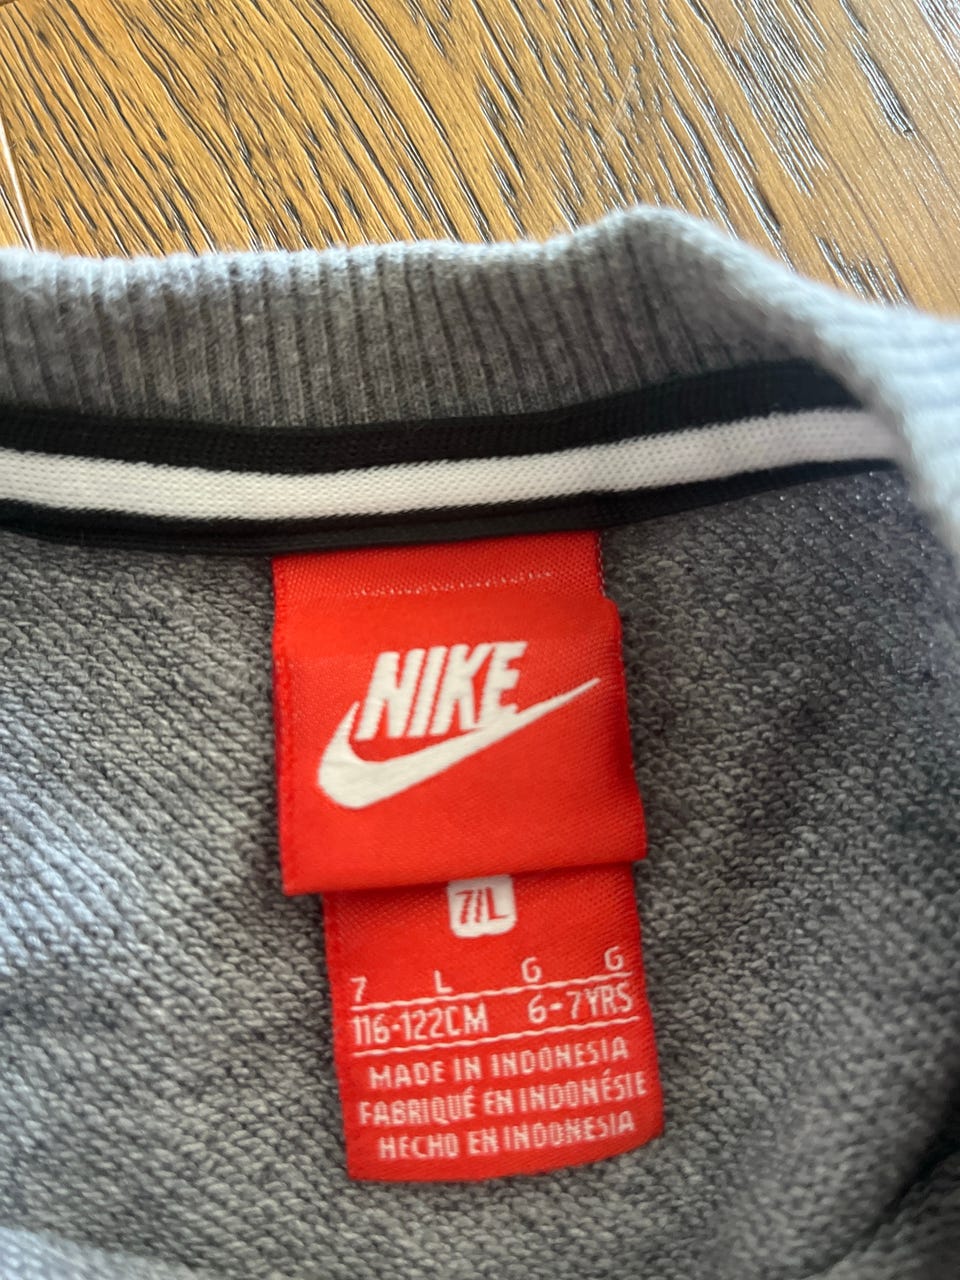 NIKE
7/L
7 L G G
116-122CM 6-7YRS
MADE IN INDONESIA
FABRIQUÉ EN INDONÉSIE
HECHO EN INDONESIA